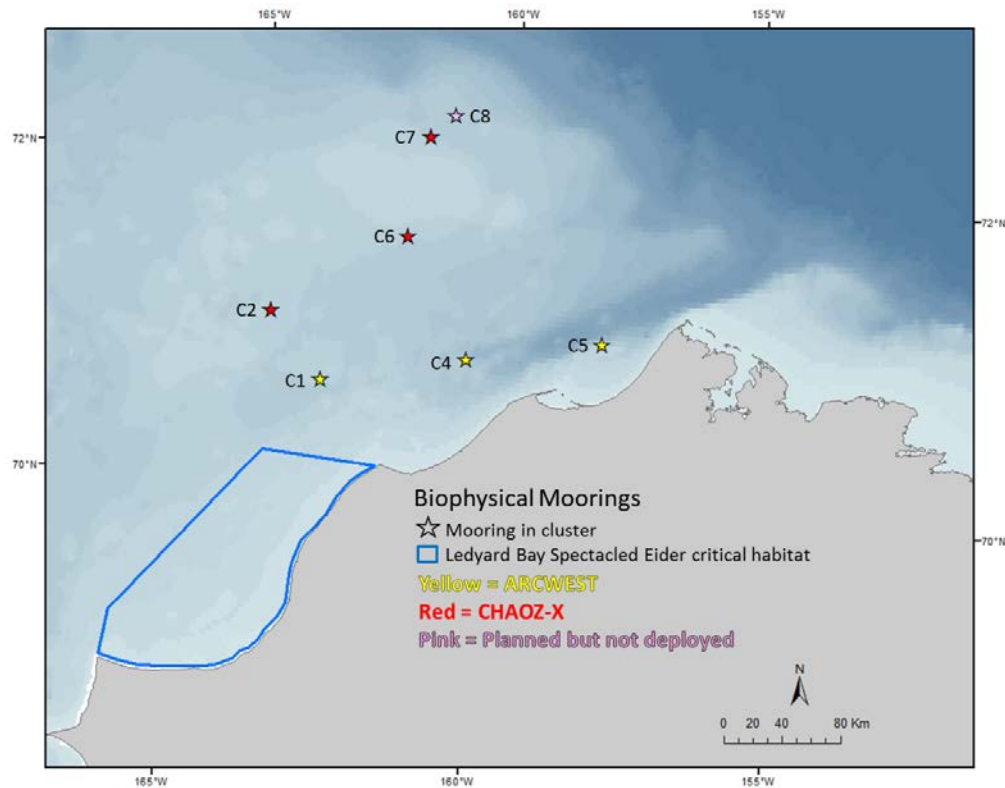 165°W 160°W 155°W
C8
72°N
C7
72°N
C6
C2
C5
C4
C1
70°N
Biophysical Moorings
Mooring in cluster
Ledyard Bay Spectacled Eider critical habitat
70°N
Yellow = ARCWEST
Red = CHAOZ-X
Pink = Planned but not deployed
N
0 20 40 80 Km
165°W 160°W 155°W